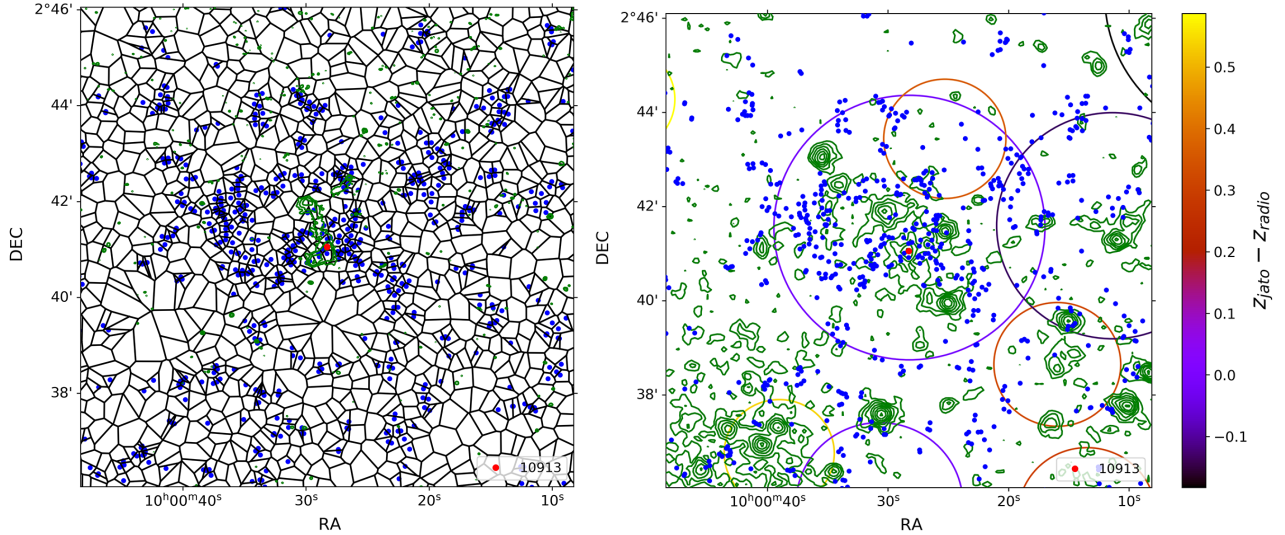 2°46'
44'
42'
40'
38'
DEC
10ʰ00ᵐ40ˢ
30ˢ
20ˢ
10ˢ
RA
10913
2°46'
44'
42'
40'
38'
DEC
10ʰ00ᵐ40ˢ
30ˢ
20ˢ
10ˢ
RA
10913
0.5
0.4
0.3
0.2
0.1
0.0
−0.1
z_Jato − z_radio